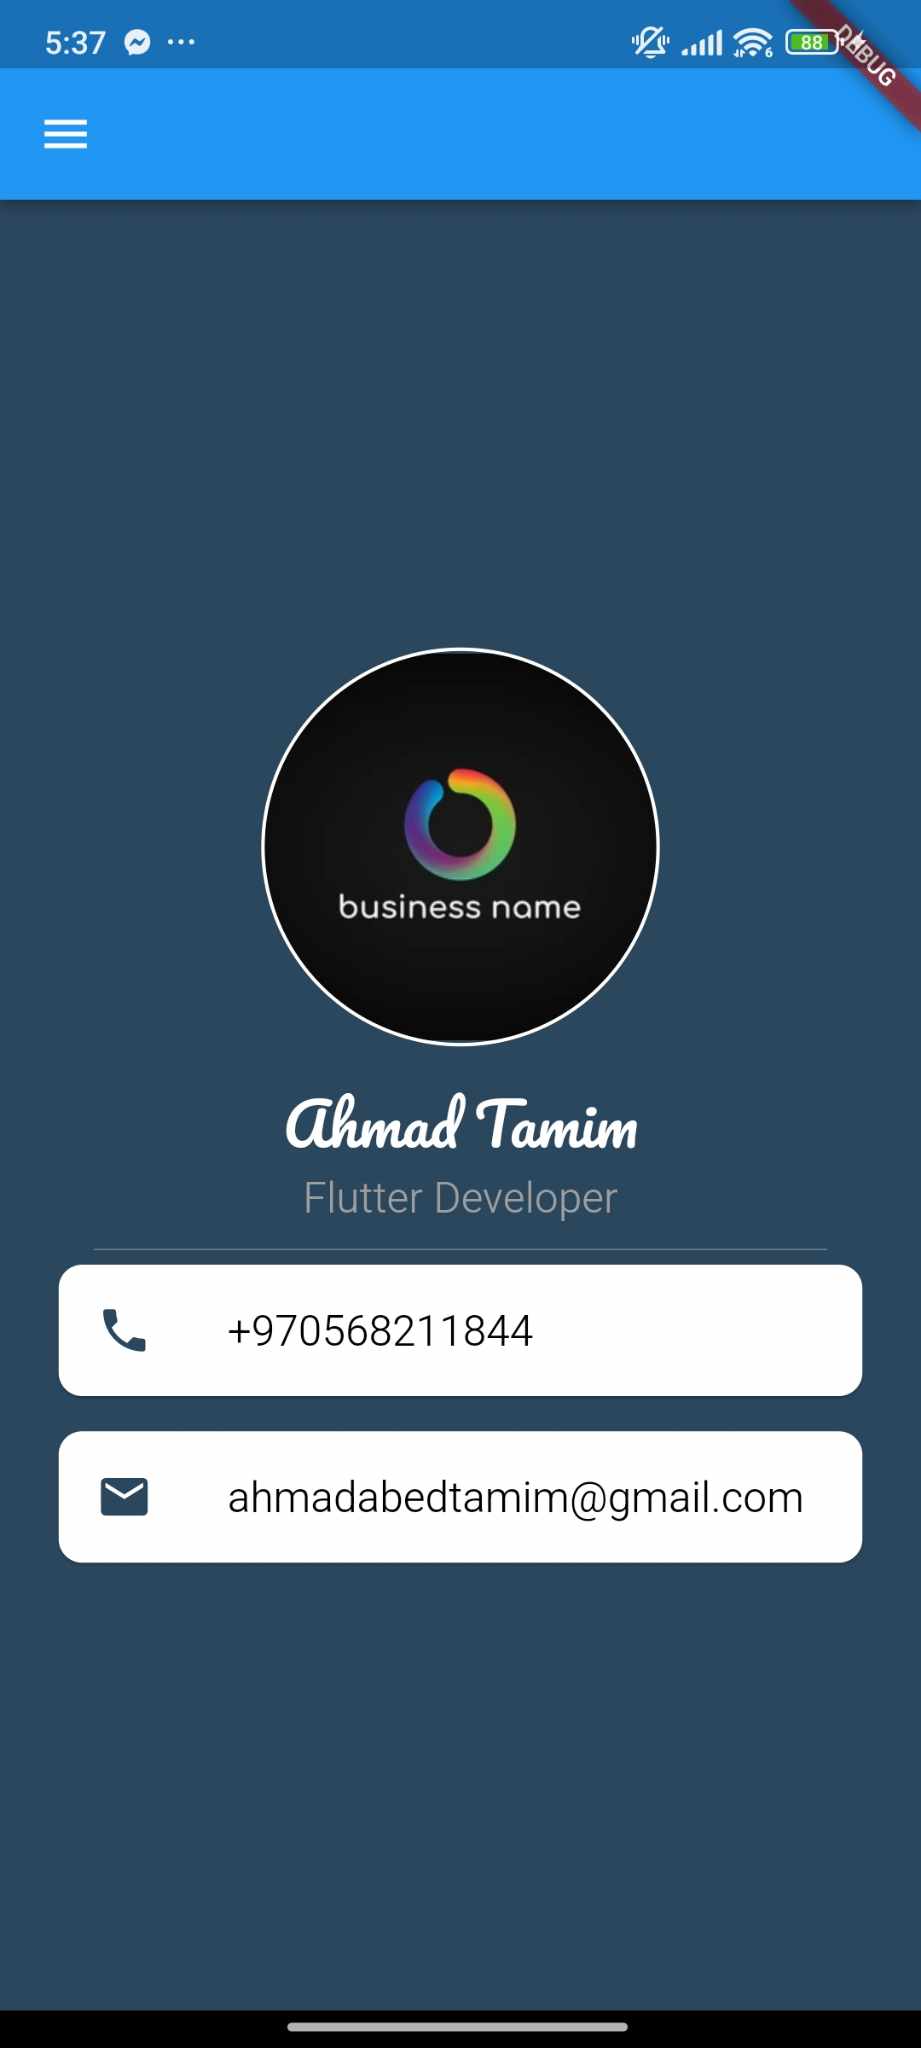 5:37
88
DEBUG
business name
Ahmad Tamim
Flutter Developer
+970568211844
ahmadabedtamim@gmail.com